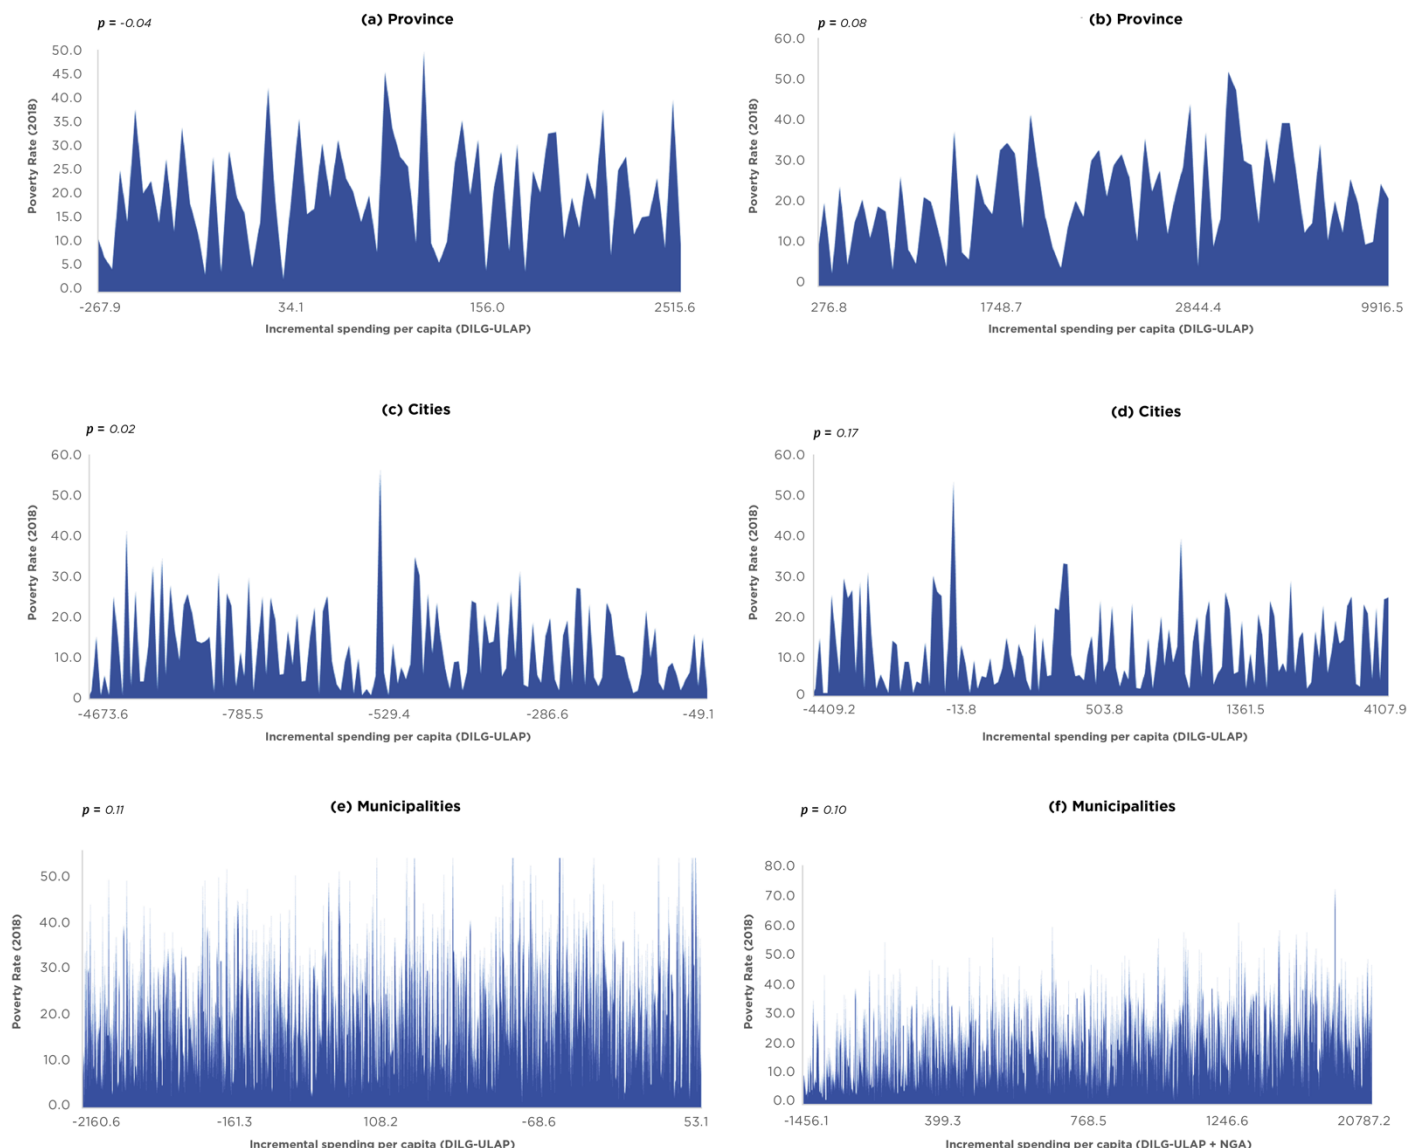 (a) Province
p = -0.04
50.0
45.0
40.0
35.0
30.0
25.0
20.0
15.0
10.0
5.0
0.0
Poverty Rate (2018)
-267.9 34.1 156.0 2515.6
Incremental spending per capita (DILG-ULAP)
(b) Province
p = 0.08
60.0
50.0
40.0
30.0
20.0
10.0
0
Poverty Rate (2018)
276.8 1748.7 2844.4 9916.5
Incremental spending per capita (DILG-ULAP)
(c) Cities
p = 0.02
60.0
50.0
40.0
30.0
20.0
10.0
0
Poverty Rate (2018)
-4673.6 -785.5 -529.4 -286.6 -49.1
Incremental spending per capita (DILG-ULAP)
(d) Cities
p = 0.17
60.0
50.0
40.0
30.0
20.0
10.0
0
Poverty Rate (2018)
-4409.2 -13.8 503.8 1361.5 4107.9
Incremental spending per capita (DILG-ULAP)
(e) Municipalities
p = 0.11
50.0
40.0
30.0
20.0
10.0
0.0
Poverty Rate (2018)
-2160.6 -161.3 108.2 -68.6 53.1
Incremental spending per capita (DILG-ULAP)
(f) Municipalities
p = 0.10
80.0
70.0
60.0
50.0
40.0
30.0
20.0
10.0
0.0
Poverty Rate (2018)
-1456.1 399.3 768.5 1246.6 20787.2
Incremental spending per capita (DILG-ULAP + NGA)